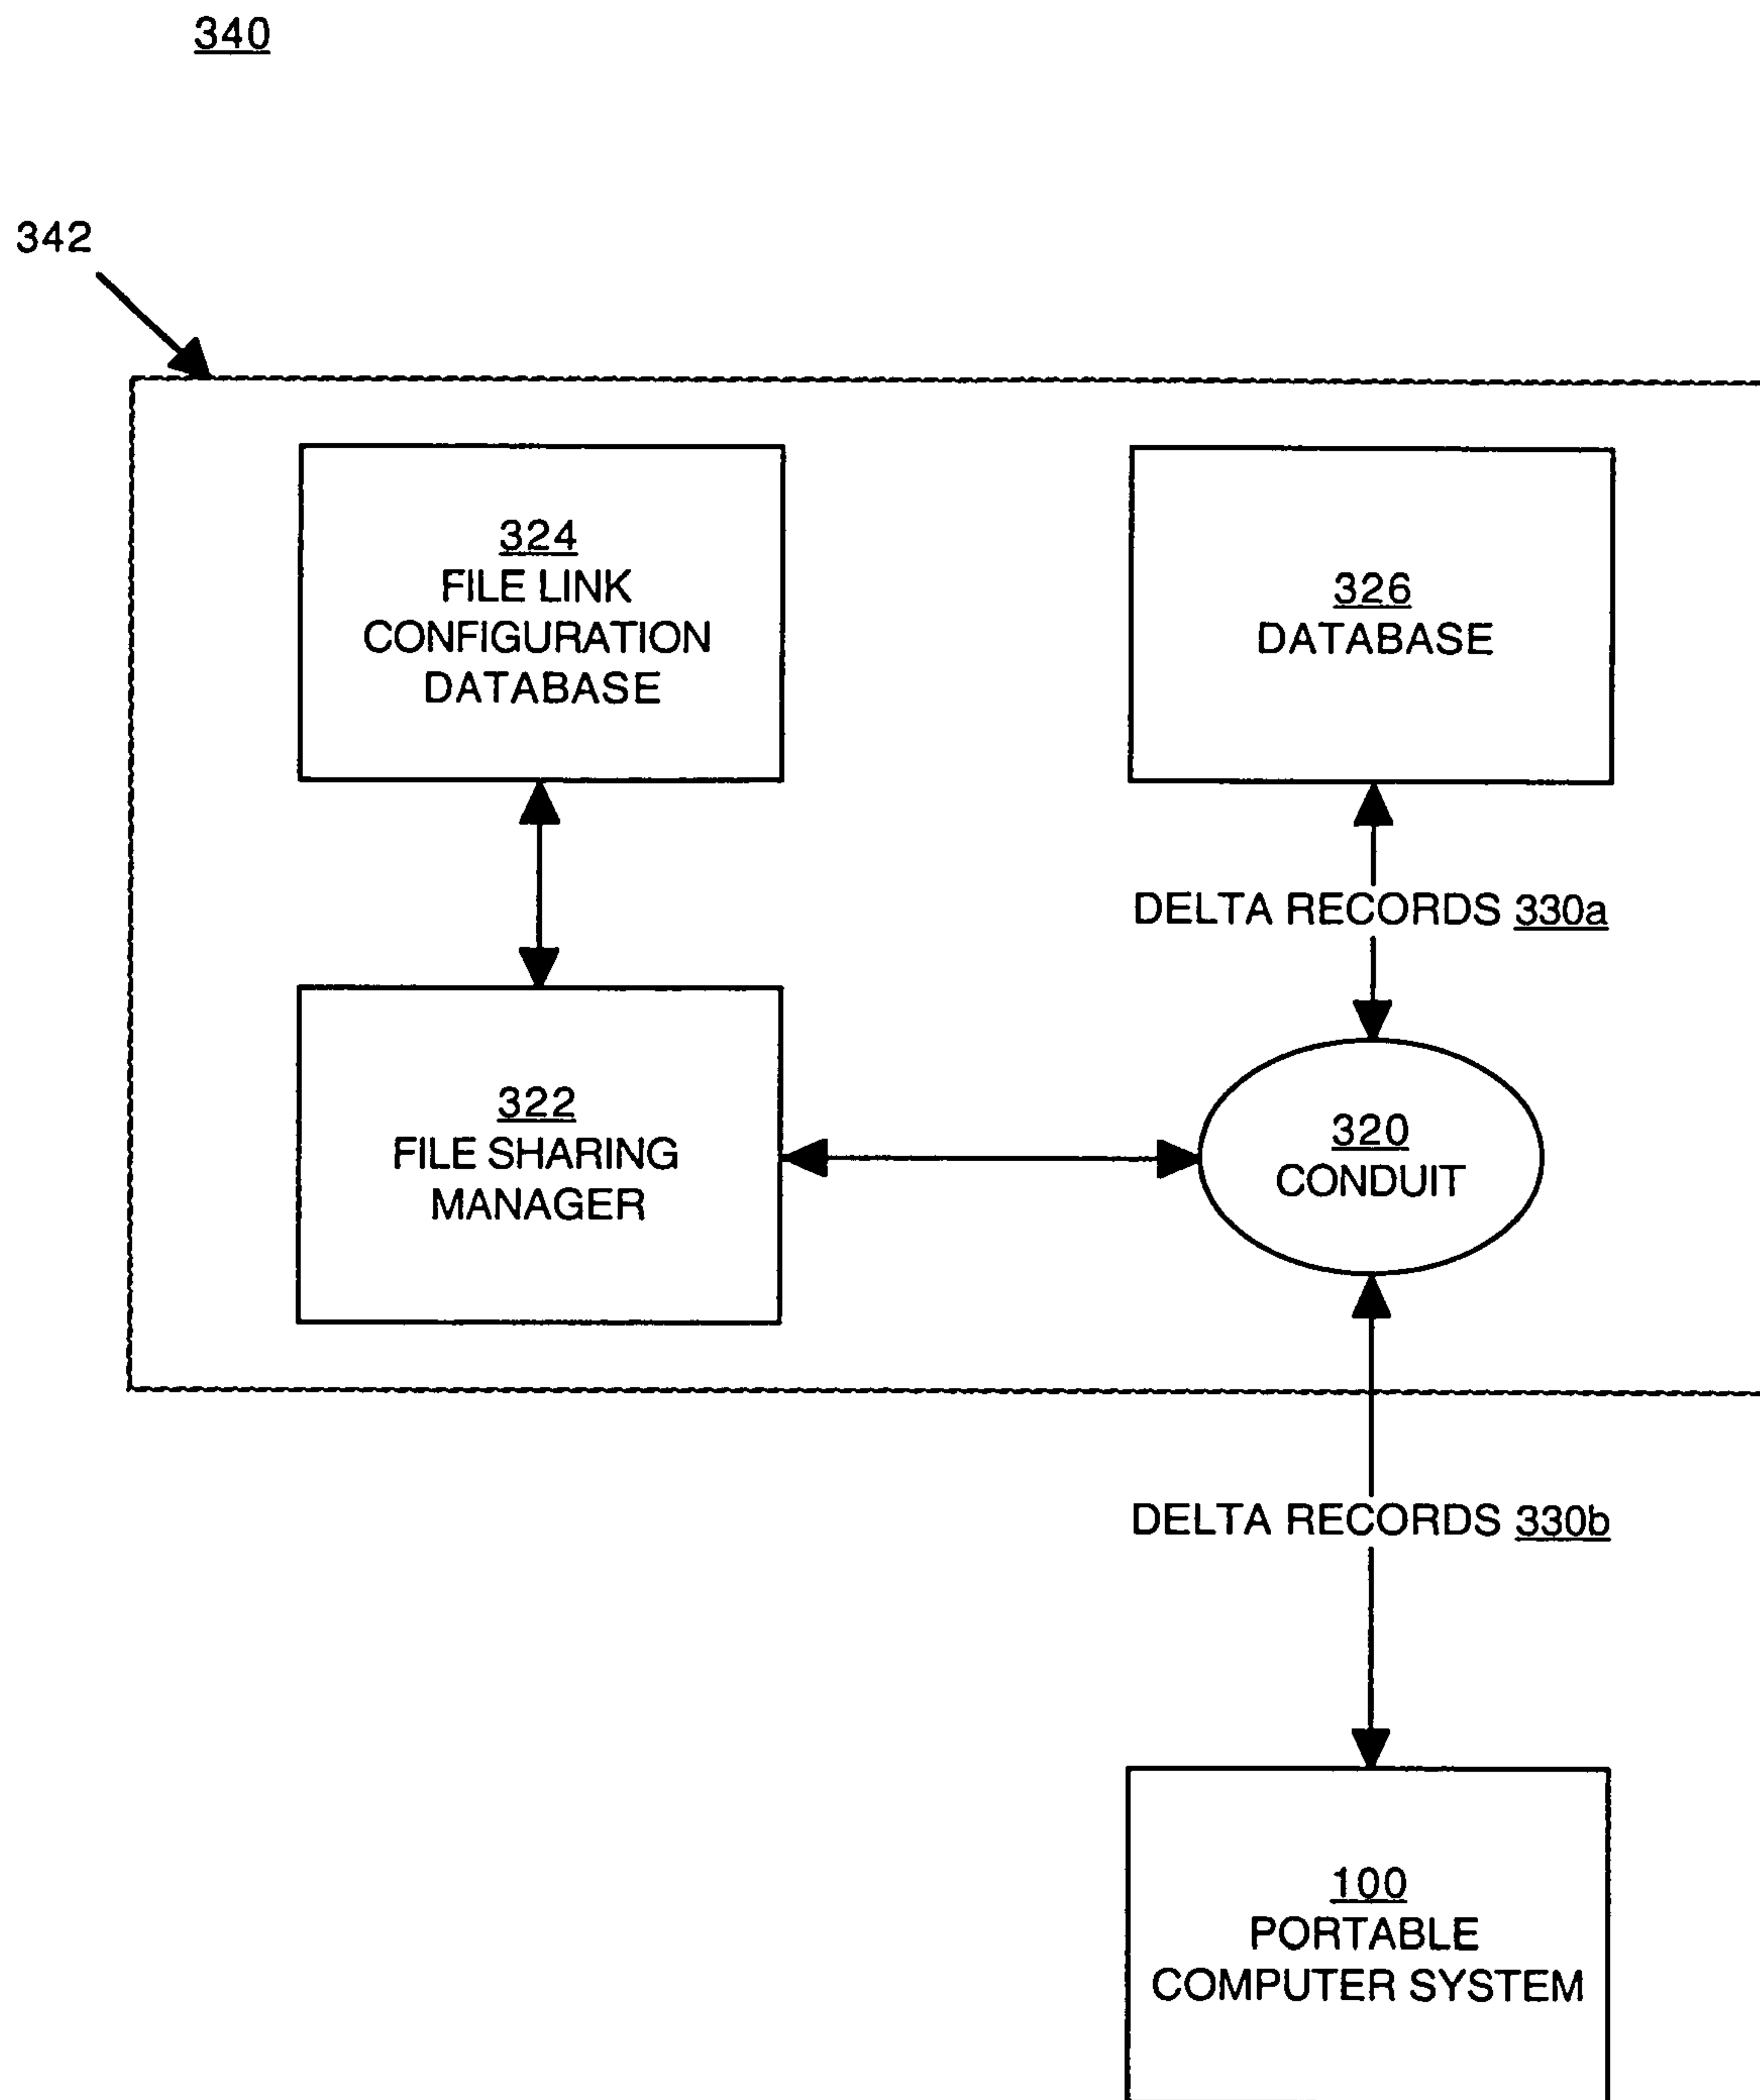 340
342
324
FILE LINK
CONFIGURATION
DATABASE
326
DATABASE
DELTA RECORDS 330a
322
FILE SHARING
MANAGER
320
CONDUIT
DELTA RECORDS 330b
100
PORTABLE
COMPUTER SYSTEM